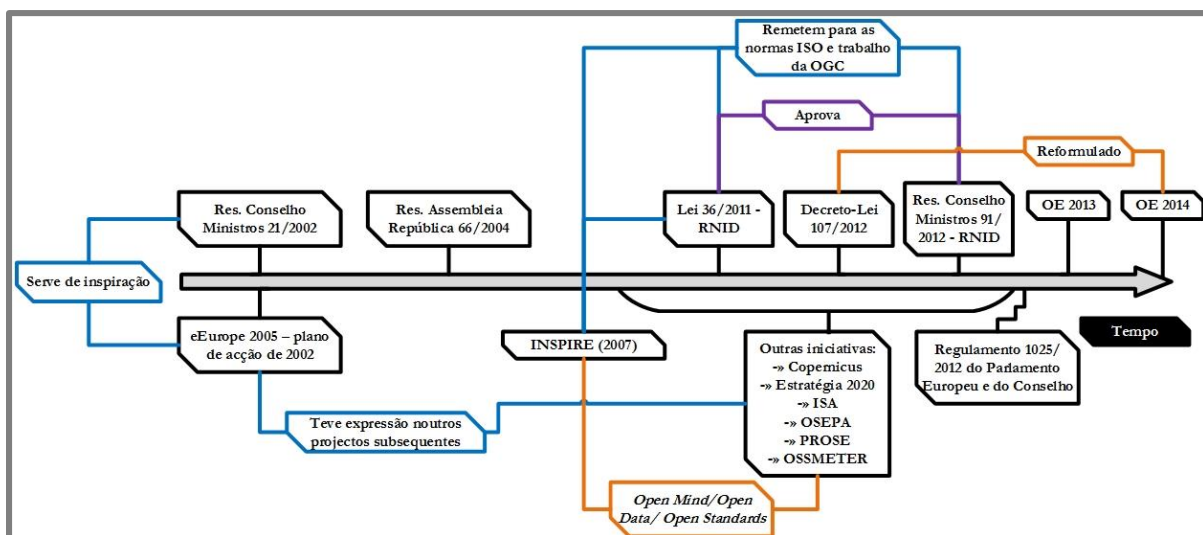 Remetem para as
normas ISO e trabalho
da OGC
Aprova
Reformulado
Res. Conselho
Ministros 21/2002
Res. Assembleia
República 66/2004
Lei 36/2011 -
RNID
Decreto-Lei
107/2012
Res. Conselho
Ministros 91/
2012 - RNID
OE 2013
OE 2014
Serve de inspiração
eEurope 2005 – plano
de acção de 2002
INSPIRE (2007)
Outras iniciativas:
-» Copernicus
-» Estratégia 2020
-» ISA
-» OSEPA
-» PROSE
-» OSSMETER
Regulamento 1025/
2012 do Parlamento
Europeu e do Conselho
Tempo
Teve expressão noutros
projectos subsequentes
Open Mind/Open
Data/ Open Standards